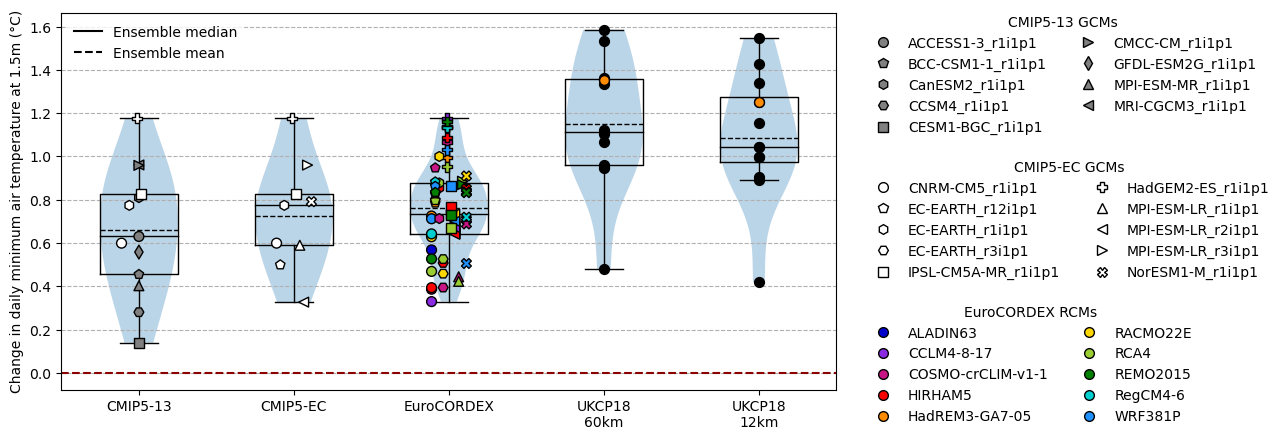 Change in daily minimum air temperature at 1.5m (°C)
1.6
1.4
1.2
1.0
0.8
0.6
0.4
0.2
0.0
Ensemble median
Ensemble mean
CMIP5-13
CMIP5-EC
EuroCORDEX
UKCP18
60km
UKCP18
12km
CMIP5-13 GCMs
ACCESS1-3_r1i1p1
BCC-CSM1-1_r1i1p1
CanESM2_r1i1p1
CCSM4_r1i1p1
CESM1-BGC_r1i1p1
CMCC-CM_r1i1p1
GFDL-ESM2G_r1i1p1
MPI-ESM-MR_r1i1p1
MRI-CGCM3_r1i1p1
CMIP5-EC GCMs
CNRM-CM5_r1i1p1
EC-EARTH_r12i1p1
EC-EARTH_r1i1p1
EC-EARTH_r3i1p1
IPSL-CM5A-MR_r1i1p1
HadGEM2-ES_r1i1p1
MPI-ESM-LR_r1i1p1
MPI-ESM-LR_r2i1p1
MPI-ESM-LR_r3i1p1
NorESM1-M_r1i1p1
EuroCORDEX RCMs
ALADIN63
CCLM4-8-17
COSMO-crCLIM-v1-1
HIRHAM5
HadREM3-GA7-05
RACMO22E
RCA4
REMO2015
RegCM4-6
WRF381P